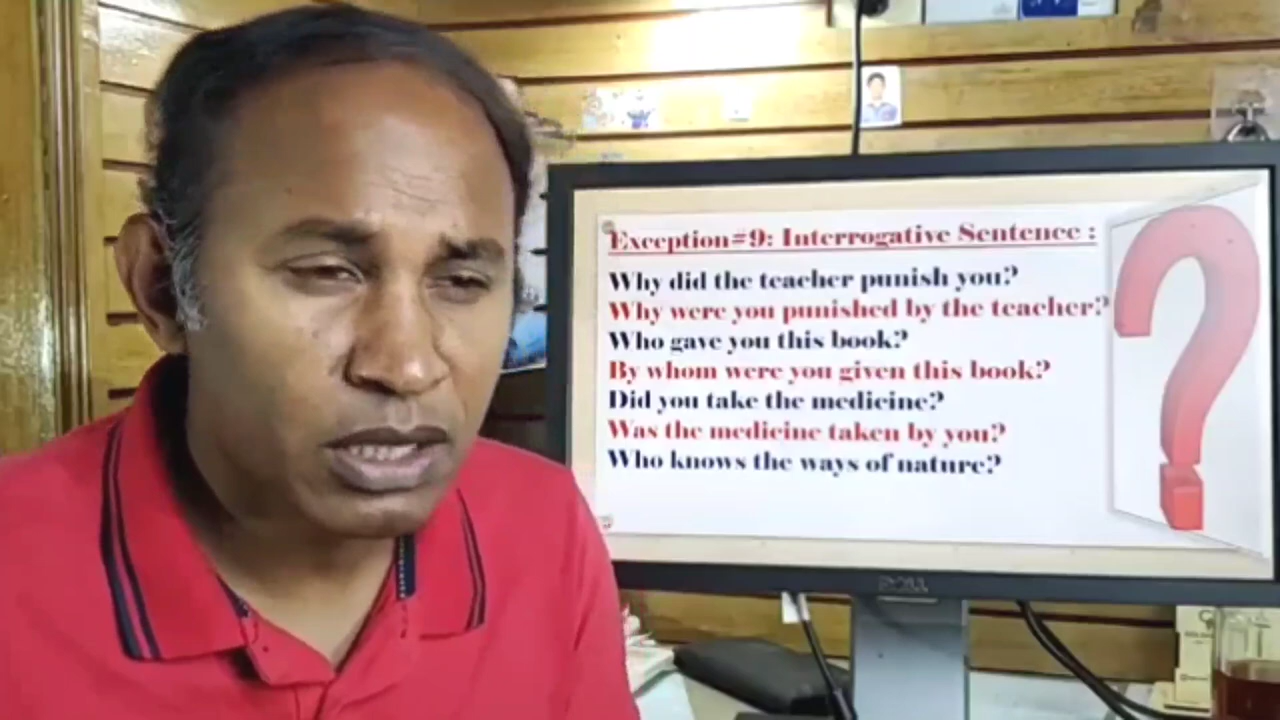 Exception#9: Interrogative Sentence :
Why did the teacher punish you?
Why were you punished by the teacher?
Who gave you this book?
By whom were you given this book?
Did you take the medicine?
Was the medicine taken by you?
Who knows the ways of nature?
DELL